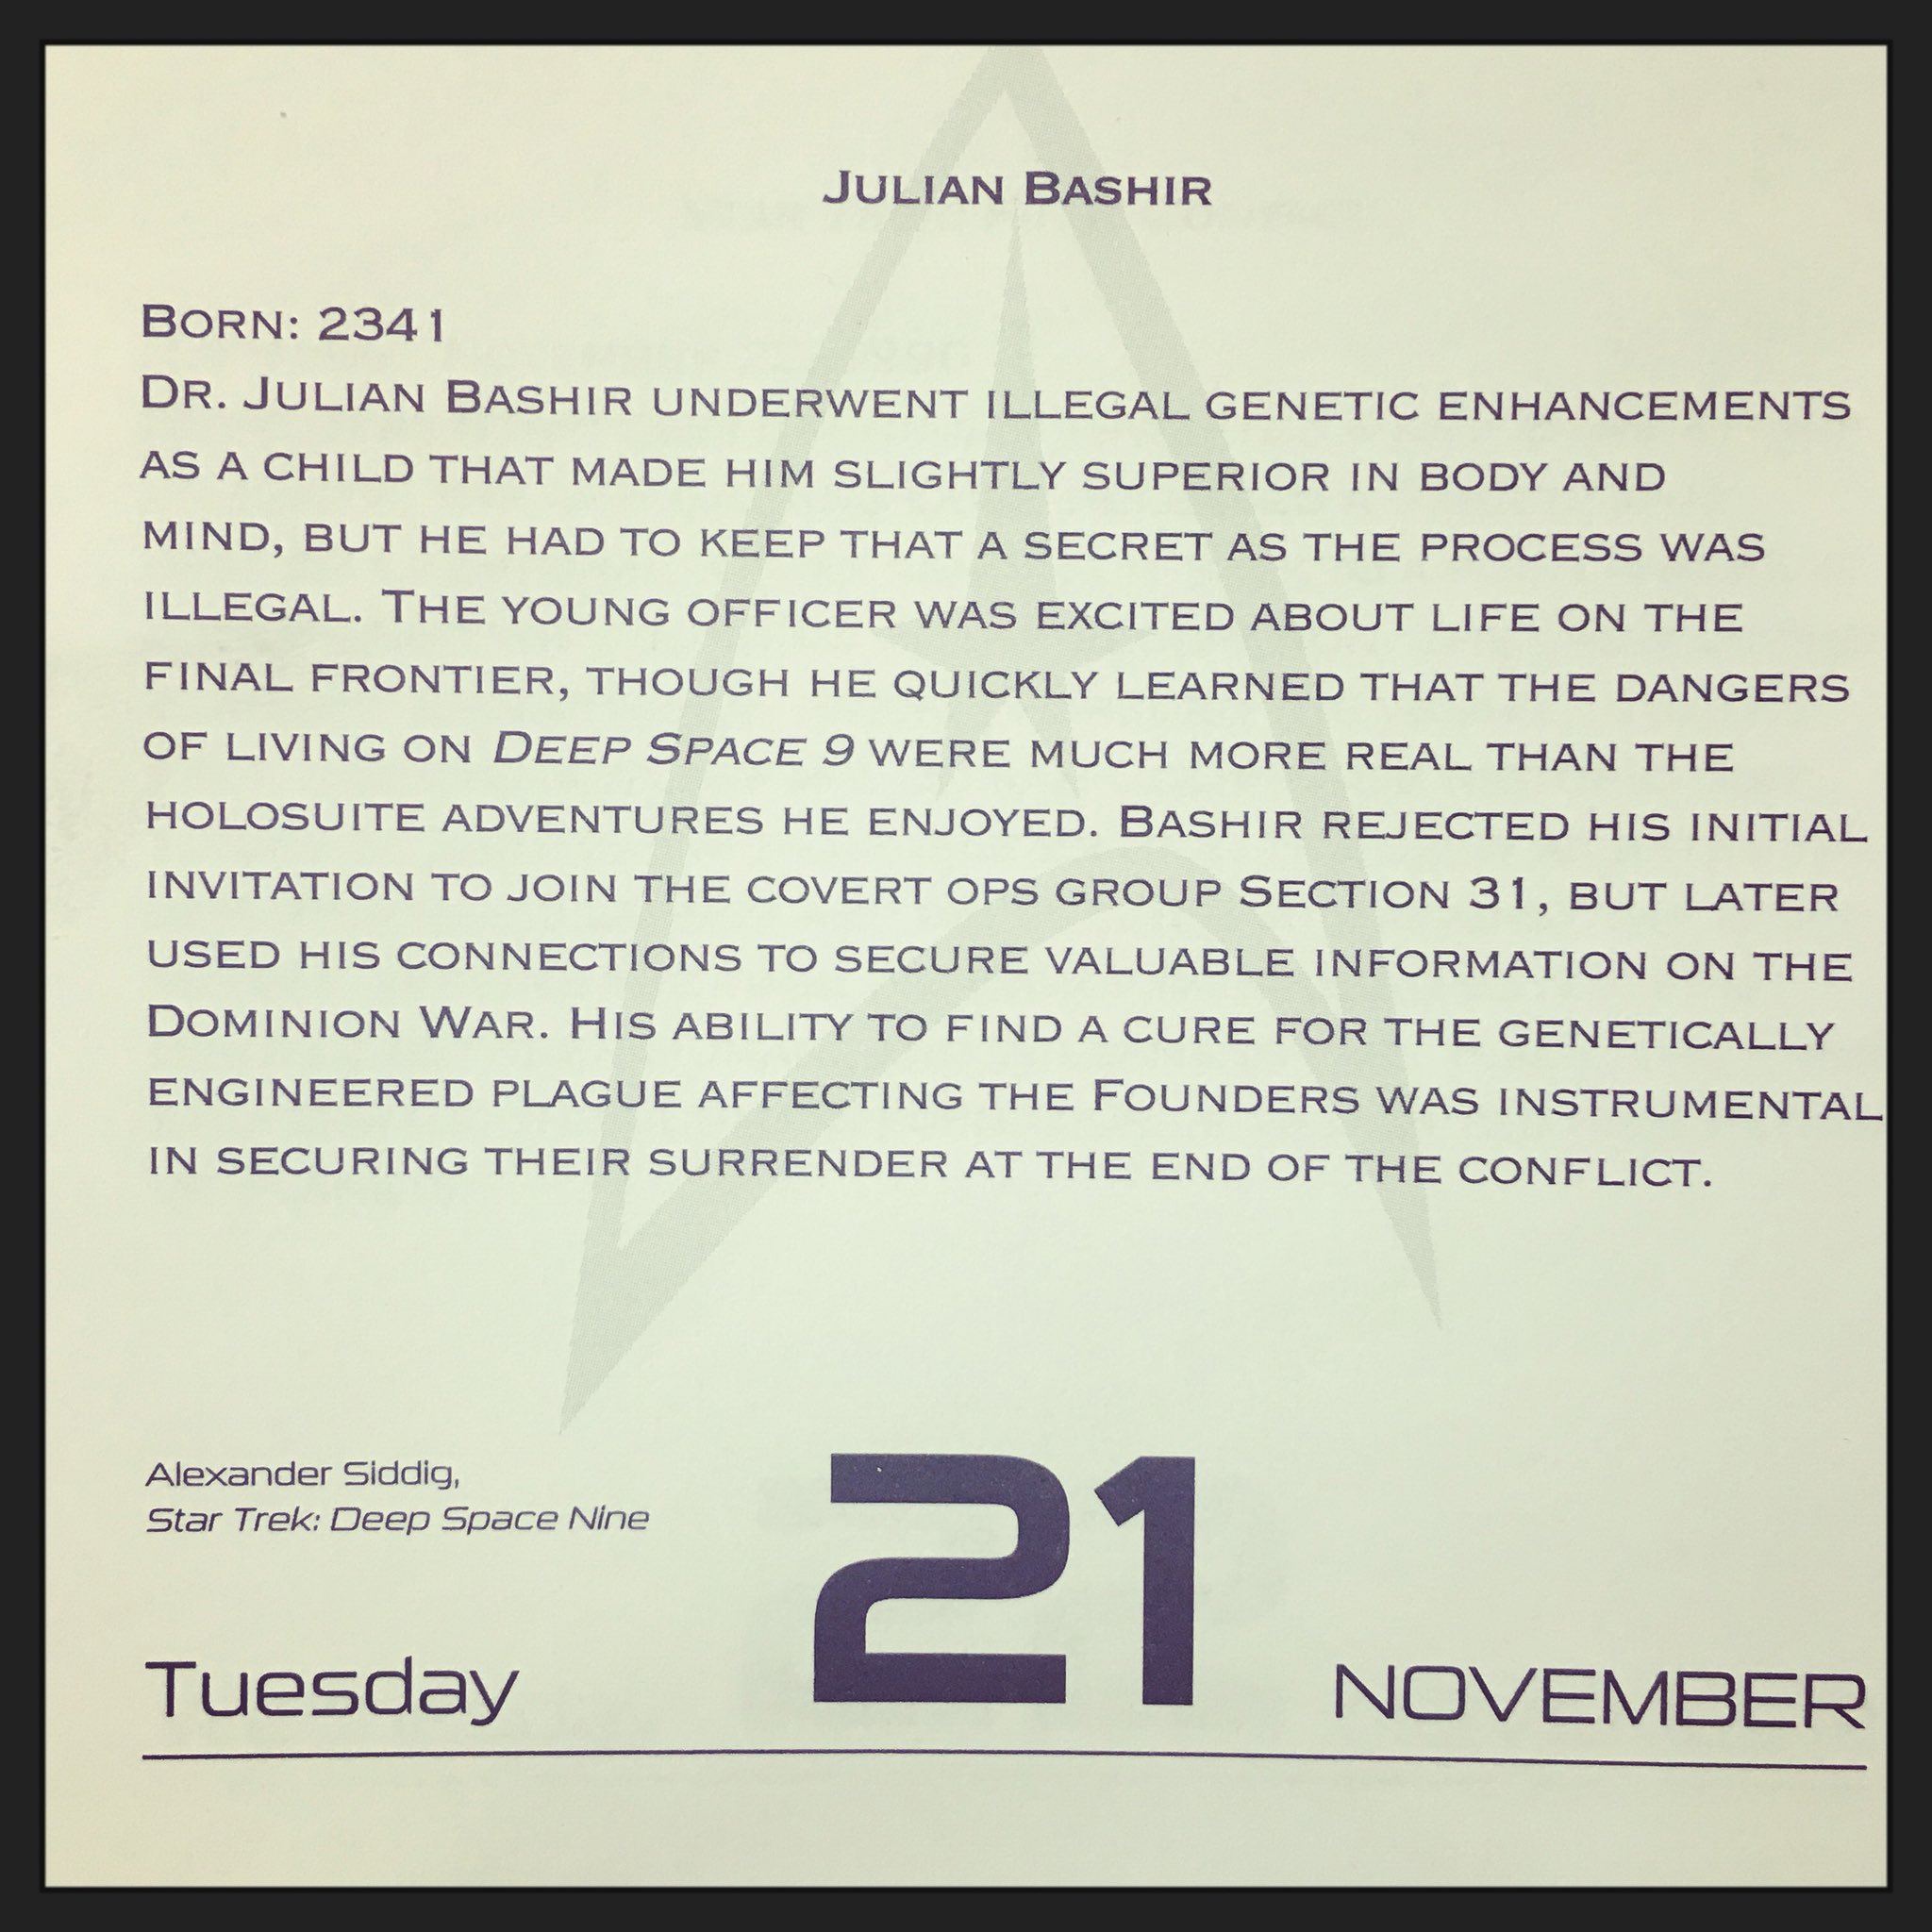 JULIAN BASHIR
BORN: 2341
DR. JULIAN BASHIR UNDERWENT ILLEGAL GENETIC ENHANCEMENTS
AS A CHILD THAT MADE HIM SLIGHTLY SUPERIOR IN BODY AND
MIND, BUT HE HAD TO KEEP THAT A SECRET AS THE PROCESS WAS
ILLEGAL. THE YOUNG OFFICER WAS EXCITED ABOUT LIFE ON THE
FINAL FRONTIER, THOUGH HE QUICKLY LEARNED THAT THE DANGERS
OF LIVING ON DEEP SPACE 9 WERE MUCH MORE REAL THAN THE
HOLOSUITE ADVENTURES HE ENJOYED. BASHIR REJECTED HIS INITIAL
INVITATION TO JOIN THE COVERT OPS GROUP SECTION 31, BUT LATER
USED HIS CONNECTIONS TO SECURE VALUABLE INFORMATION ON THE
DOMINION WAR. HIS ABILITY TO FIND A CURE FOR THE GENETICALLY
ENGINEERED PLAGUE AFFECTING THE FOUNDERS WAS INSTRUMENTAL
IN SECURING THEIR SURRENDER AT THE END OF THE CONFLICT.
Alexander Siddig,
Star Trek: Deep Space Nine
Tuesday 21 NOVEMBER